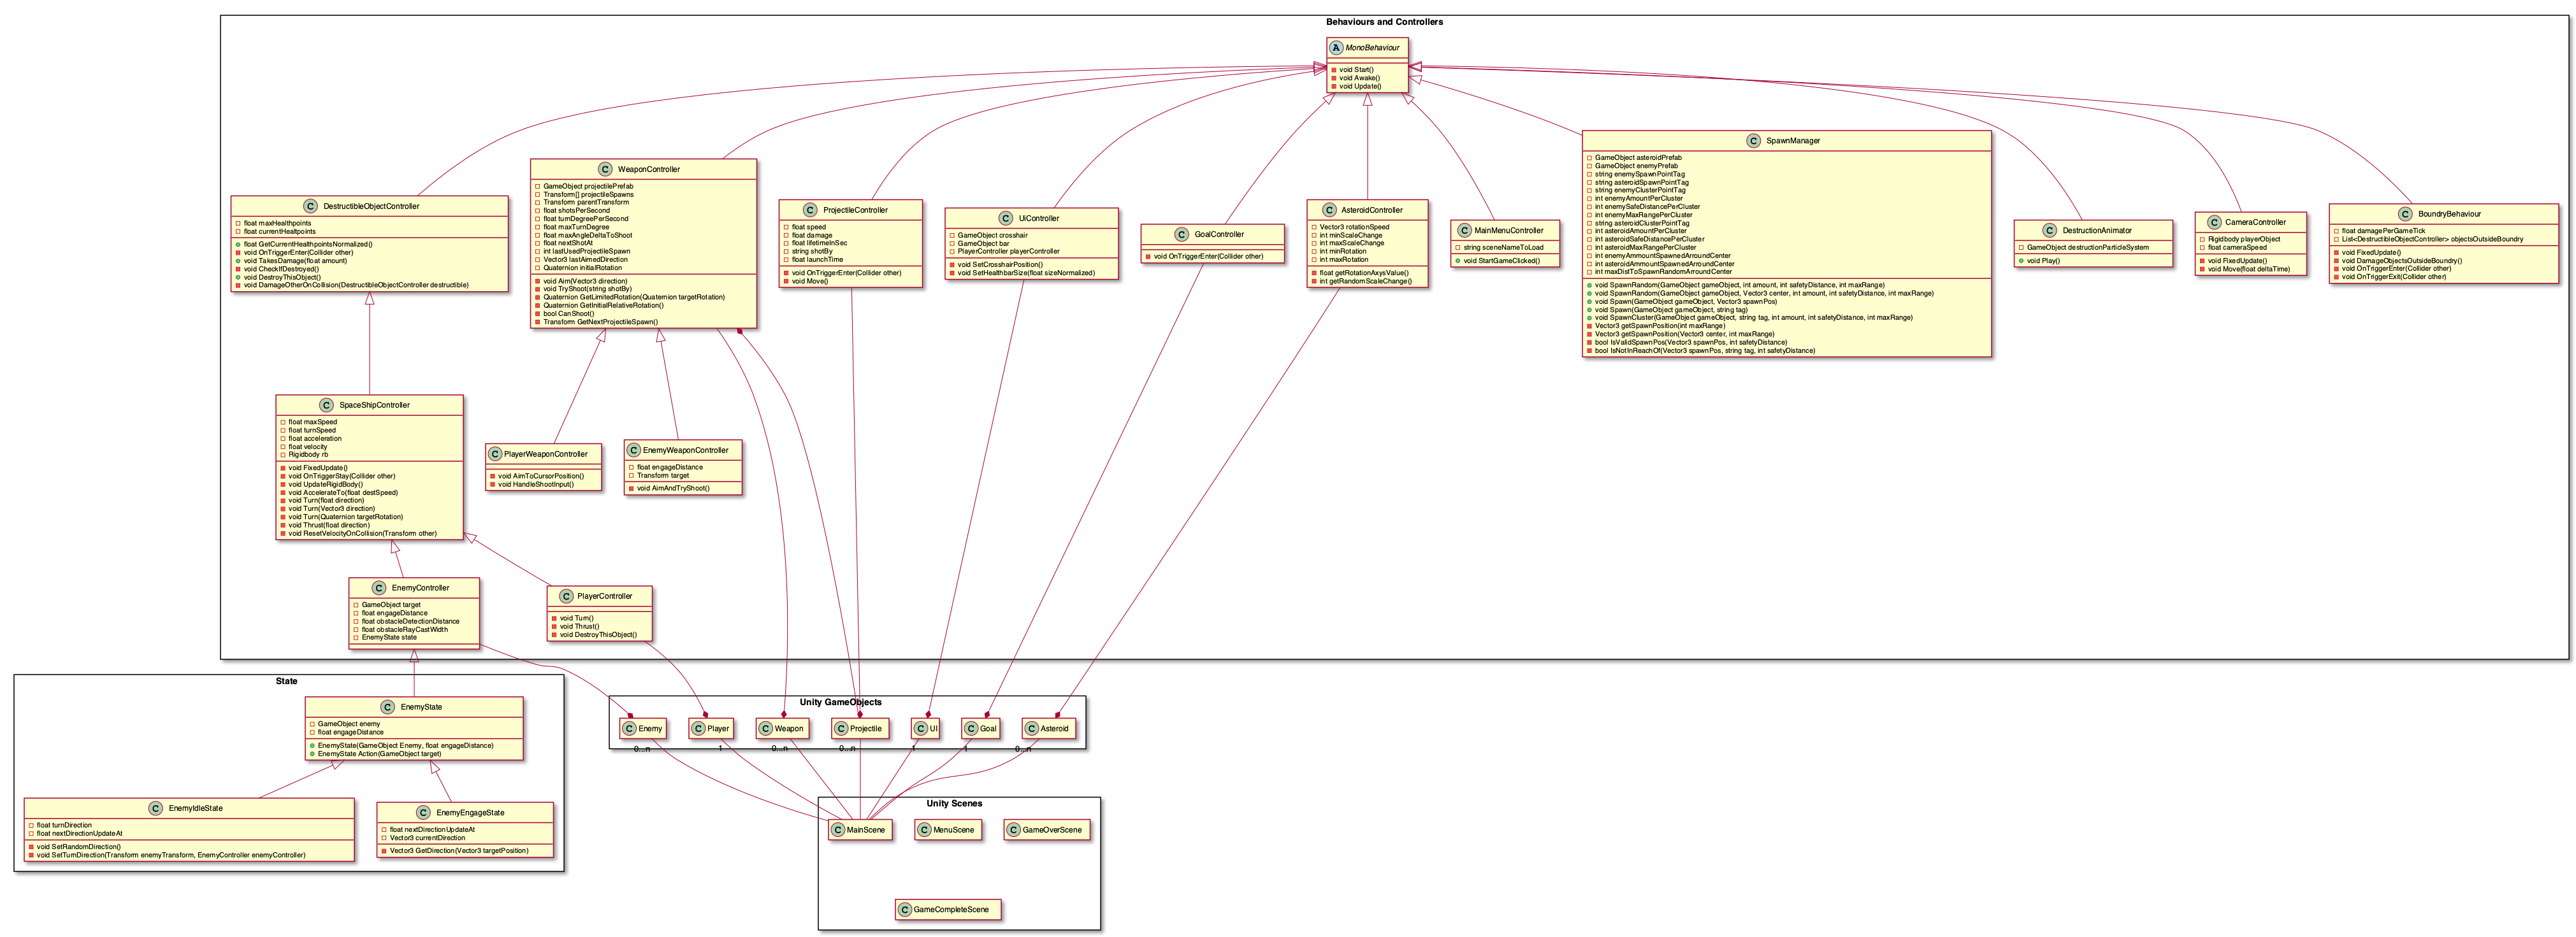 Behaviours and Controllers
A
MonoBehaviour
void Start()
void Awake()
void Update()
C
DestructibleObjectController
float maxHealthpoints
float currentHealtpoints
float GetCurrentHealthpointsNormalized()
void OnTriggerEnter(Collider other)
void TakesDamage(float amount)
void CheckIfDestroyed()
void DestroyThisObject()
void DamageOtherOnCollision(DestructibleObjectController destructible)
C
WeaponController
GameObject projectilePrefab
Transform[] projectileSpawns
Transform parentTransform
float shotsPerSecond
float turnDegreePerSecond
float maxTurnDegree
float maxAngleDeltaToShoot
float nextShotAt
int lastUsedProjectileSpawn
Vector3 lastAimedDirection
Quaternion initialRotation
void Aim(Vector3 direction)
void TryShoot(string shotBy)
Quaternion GetLimitedRotation(Quaternion targetRotation)
Quaternion GetInitialRelativeRotation()
bool CanShoot()
Transform GetNextProjectileSpawn()
C
ProjectileController
float speed
float damage
float lifetimeInSec
string shotBy
float launchTime
void OnTriggerEnter(Collider other)
void Move()
C
UiController
GameObject crosshair
GameObject bar
PlayerController playerController
void SetCrosshairPosition()
void SetHealthbarSize(float sizeNormalized)
C
GoalController
void OnTriggerEnter(Collider other)
C
AsteroidController
Vector3 rotationSpeed
int minScaleChange
int maxScaleChange
int minRotation
int maxRotation
float getRotationAxysValue()
int getRandomScaleChange()
C
MainMenuController
string sceneNameToLoad
void StartGameClicked()
C
SpawnManager
GameObject asteroidPrefab
GameObject enemyPrefab
string enemySpawnPointTag
string asteroidSpawnPointTag
string enemyClusterPointTag
int enemyAmountPerCluster
int enemySafeDistancePerCluster
int enemyMaxRangePerCluster
string asteroidClusterPointTag
int asteroidAmountPerCluster
int asteroidSafeDistancePerCluster
int asteroidMaxRangePerCluster
int enemyAmmountSpawnedArroundCenter
int asteroidAmmountSpawnedArroundCenter
int maxDistToSpawnRandomArroundCenter
void SpawnRandom(GameObject gameObject, int amount, int safetyDistance, int maxRange)
void SpawnRandom(GameObject gameObject, Vector3 center, int amount, int safetyDistance, int maxRange)
void Spawn(GameObject gameObject, Vector3 spawnPos)
void Spawn(GameObject gameObject, string tag)
void SpawnCluster(GameObject gameObject, string tag, int amount, int safetyDistance, int maxRange)
Vector3 getSpawnPosition(int maxRange)
Vector3 getSpawnPosition(Vector3 center, int maxRange)
bool IsValidSpawnPos(Vector3 spawnPos, int safetyDistance)
bool IsNotInReachOf(Vector3 spawnPos, string tag, int safetyDistance)
C
DestructionAnimator
GameObject destructionParticleSystem
void Play()
C
CameraController
Rigidbody playerObject
float cameraSpeed
void FixedUpdate()
void Move(float deltaTime)
C
BoundryBehaviour
float damagePerGameTick
List<DestructibleObjectController> objectsOutsideBoundry
void FixedUpdate()
void DamageObjectsOutsideBoundry()
void OnTriggerEnter(Collider other)
void OnTriggerExit(Collider other)
C
SpaceShipController
float maxSpeed
float turnSpeed
float acceleration
float velocity
Rigidbody rb
void FixedUpdate()
void OnTriggerStay(Collider other)
void UpdateRigidBody()
void AccelerateTo(float destSpeed)
void Turn(float direction)
void Turn(Vector3 direction)
void Turn(Quaternion targetRotation)
void Thrust(float direction)
void ResetVelocityOnCollision(Transform other)
C
PlayerWeaponController
void AimToCursorPosition()
void HandleShootInput()
C
EnemyWeaponController
float engageDistance
Transform target
void AimAndTryShoot()
C
EnemyController
GameObject target
float engageDistance
float obstacleDetectionDistance
float obstacleRayCastWidth
EnemyState state
C
PlayerController
void Turn()
void Thrust()
void DestroyThisObject()
State
C
EnemyState
GameObject enemy
float engageDistance
EnemyState(GameObject Enemy, float engageDistance)
EnemyState Action(GameObject target)
C
EnemyIdleState
float turnDirection
float nextDirectionUpdateAt
void SetRandomDirection()
void SetTurnDirection(Transform enemyTransform, EnemyController enemyController)
C
EnemyEngageState
float nextDirectionUpdateAt
Vector3 currentDirection
Vector3 GetDirection(Vector3 targetPosition)
Unity GameObjects
C Enemy
C Player
C Weapon
C Projectile
C UI
C Goal
C Asteroid
0...n
1
0...n
0...n
1
1
0...n
Unity Scenes
C MainScene
C MenuScene
C GameOverScene
C GameCompleteScene